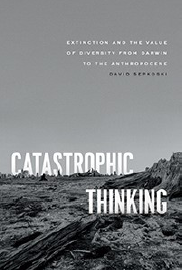 EXTINCTION AND THE VALUE
OF DIVERSITY FROM DARWIN
TO THE ANTHROPOCENE
DAVID SEPKOSKI
CATASTROPHIC
THINKING